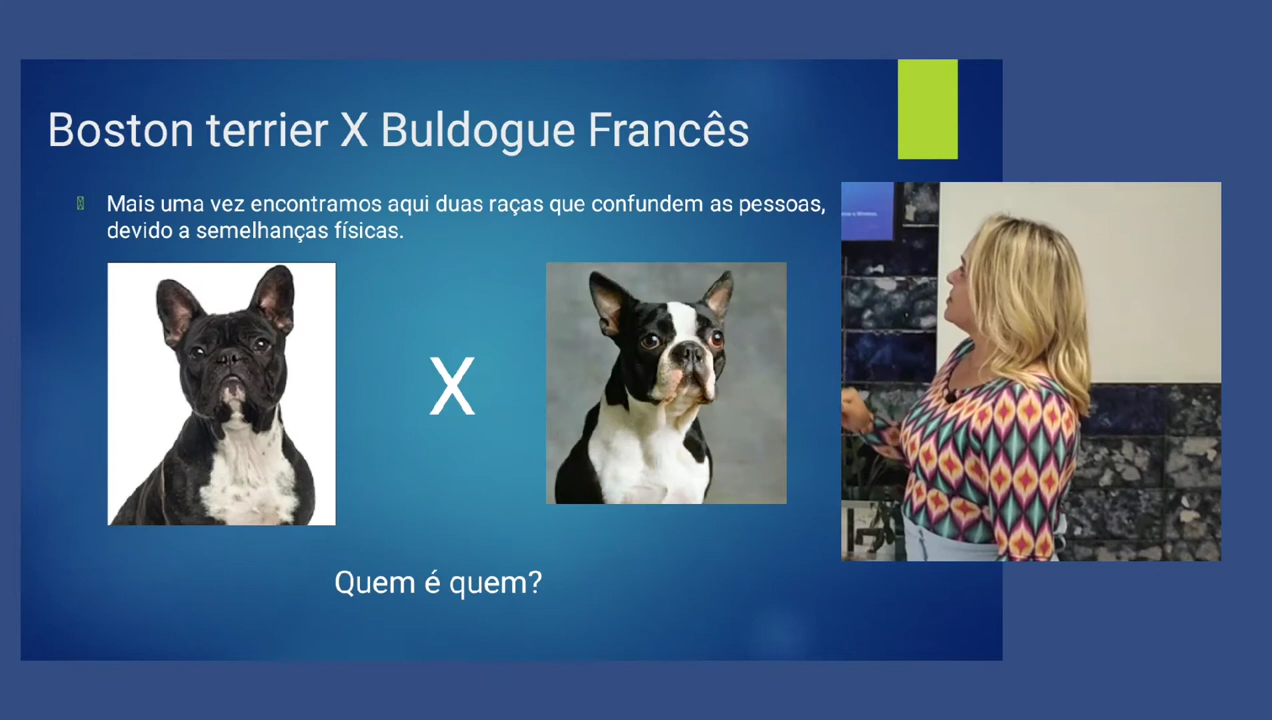 Boston terrier X Buldogue Francês
Mais uma vez encontramos aqui duas raças que confundem as pessoas,
devido a semelhanças físicas.
X
Quem é quem?
Windows.